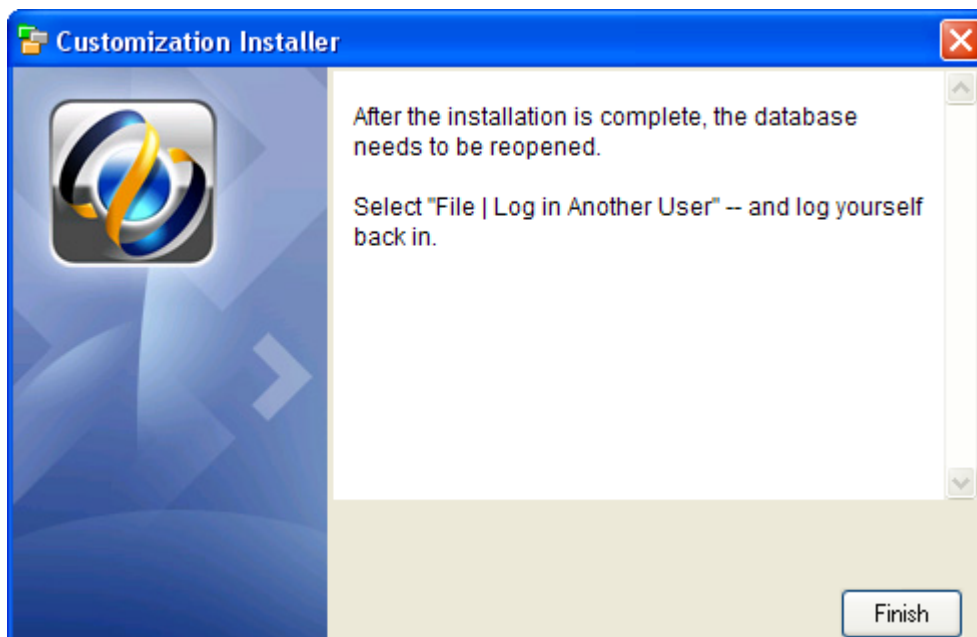 Customization Installer
After the installation is complete, the database
needs to be reopened.
Select "File | Log in Another User" -- and log yourself
back in.
Finish